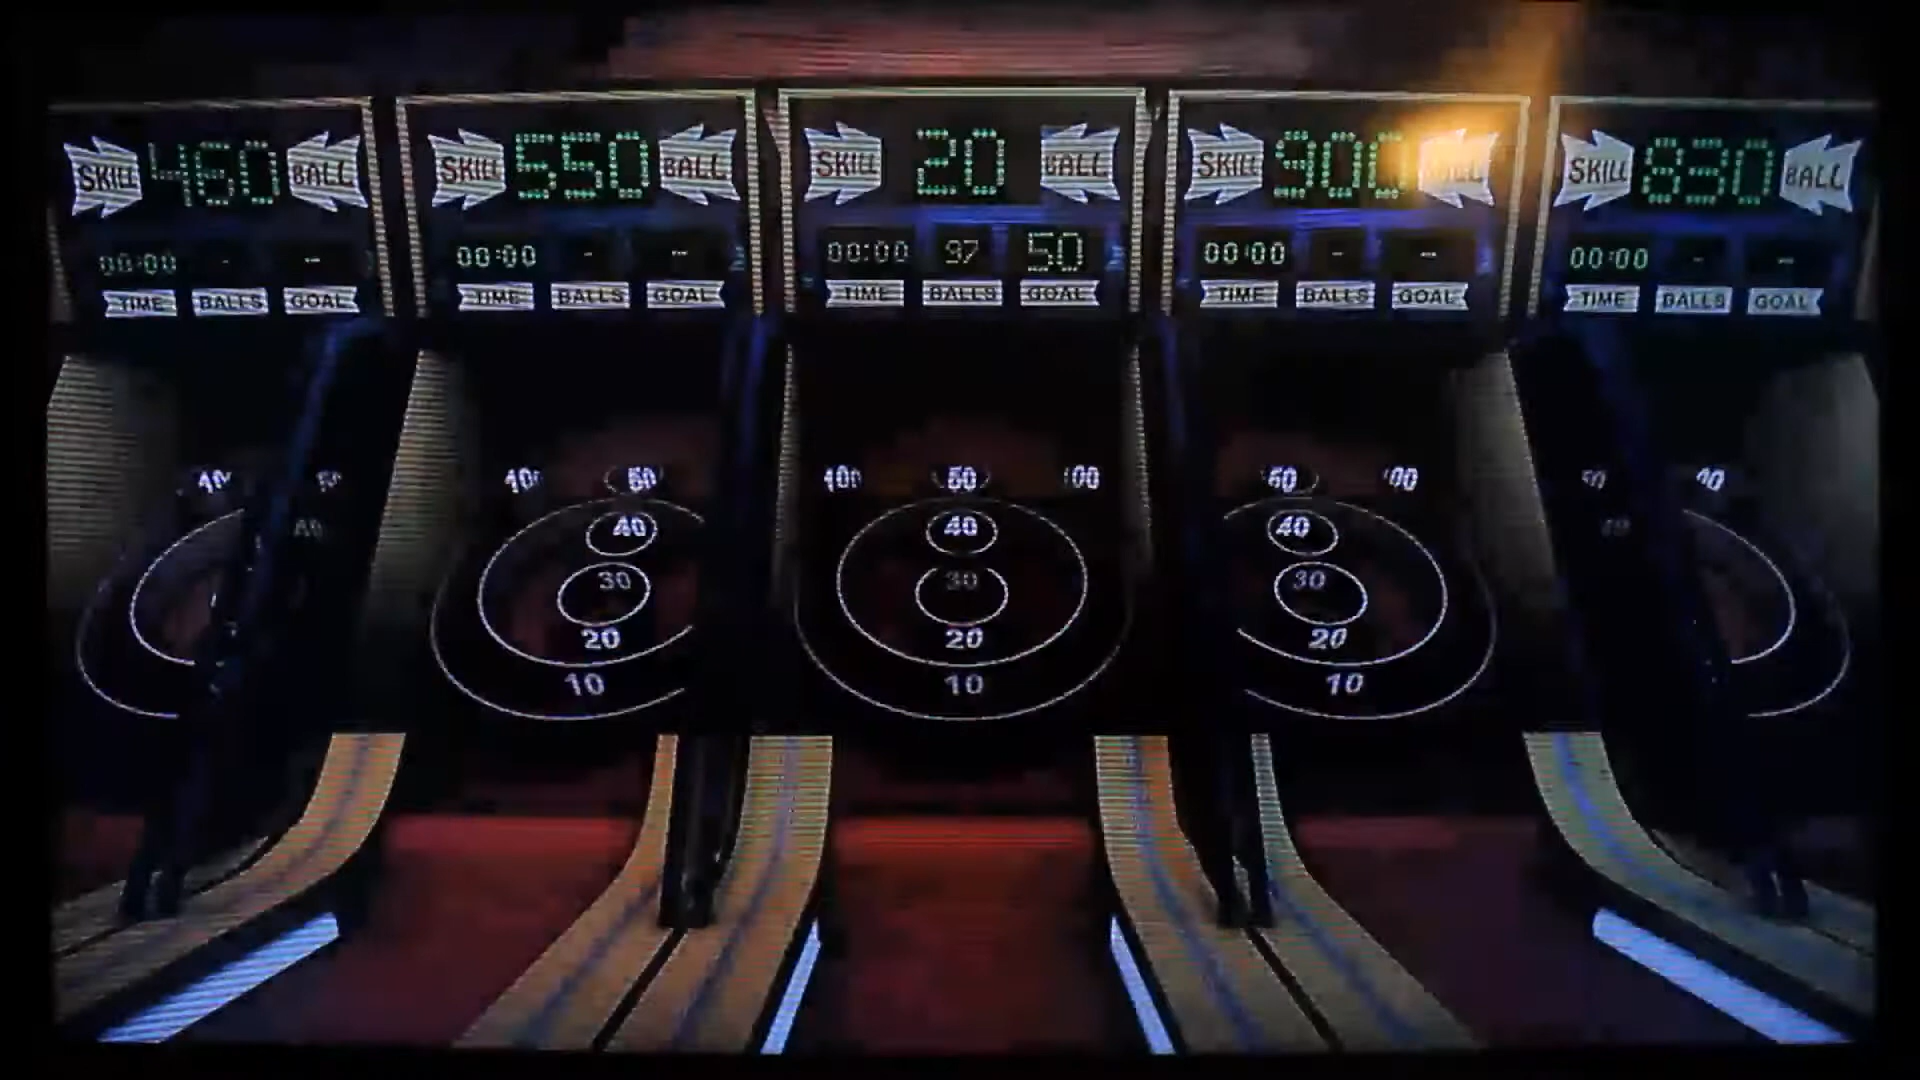 SKILL 460 BALL SKILL 550 BALL SKILL 20 BALL SKILL 900 BALL SKILL 830 BALL
00:00 - -- 00:00 - -- 00:00 97 50 00:00 - -- 00:00 - --
TIME BALLS GOAL TIME BALLS GOAL TIME BALLS GOAL TIME BALLS GOAL TIME BALLS GOAL
50 100 50 100 50
40 40 40 40
30 30 30
20 20 20
10 10 10